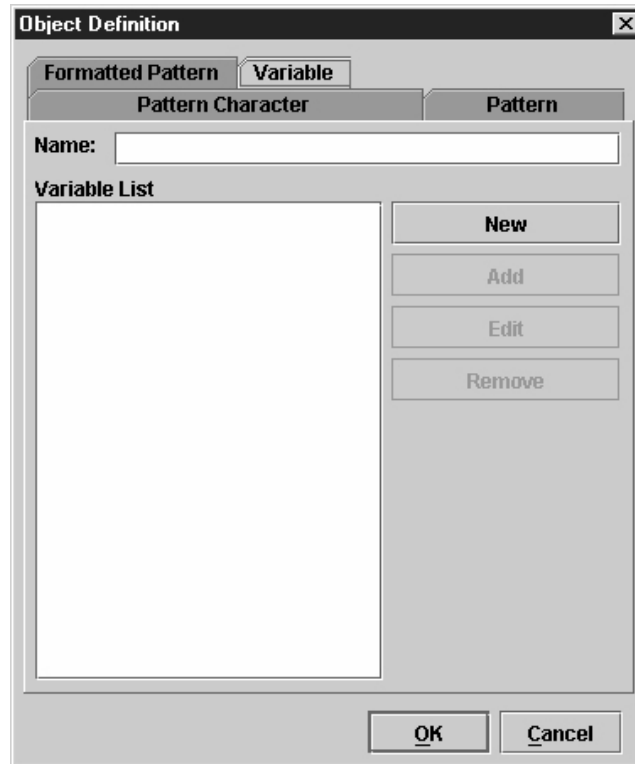 Object Definition
Formatted Pattern Variable
Pattern Character Pattern
Name:
Variable List
New
Add
Edit
Remove
OK Cancel